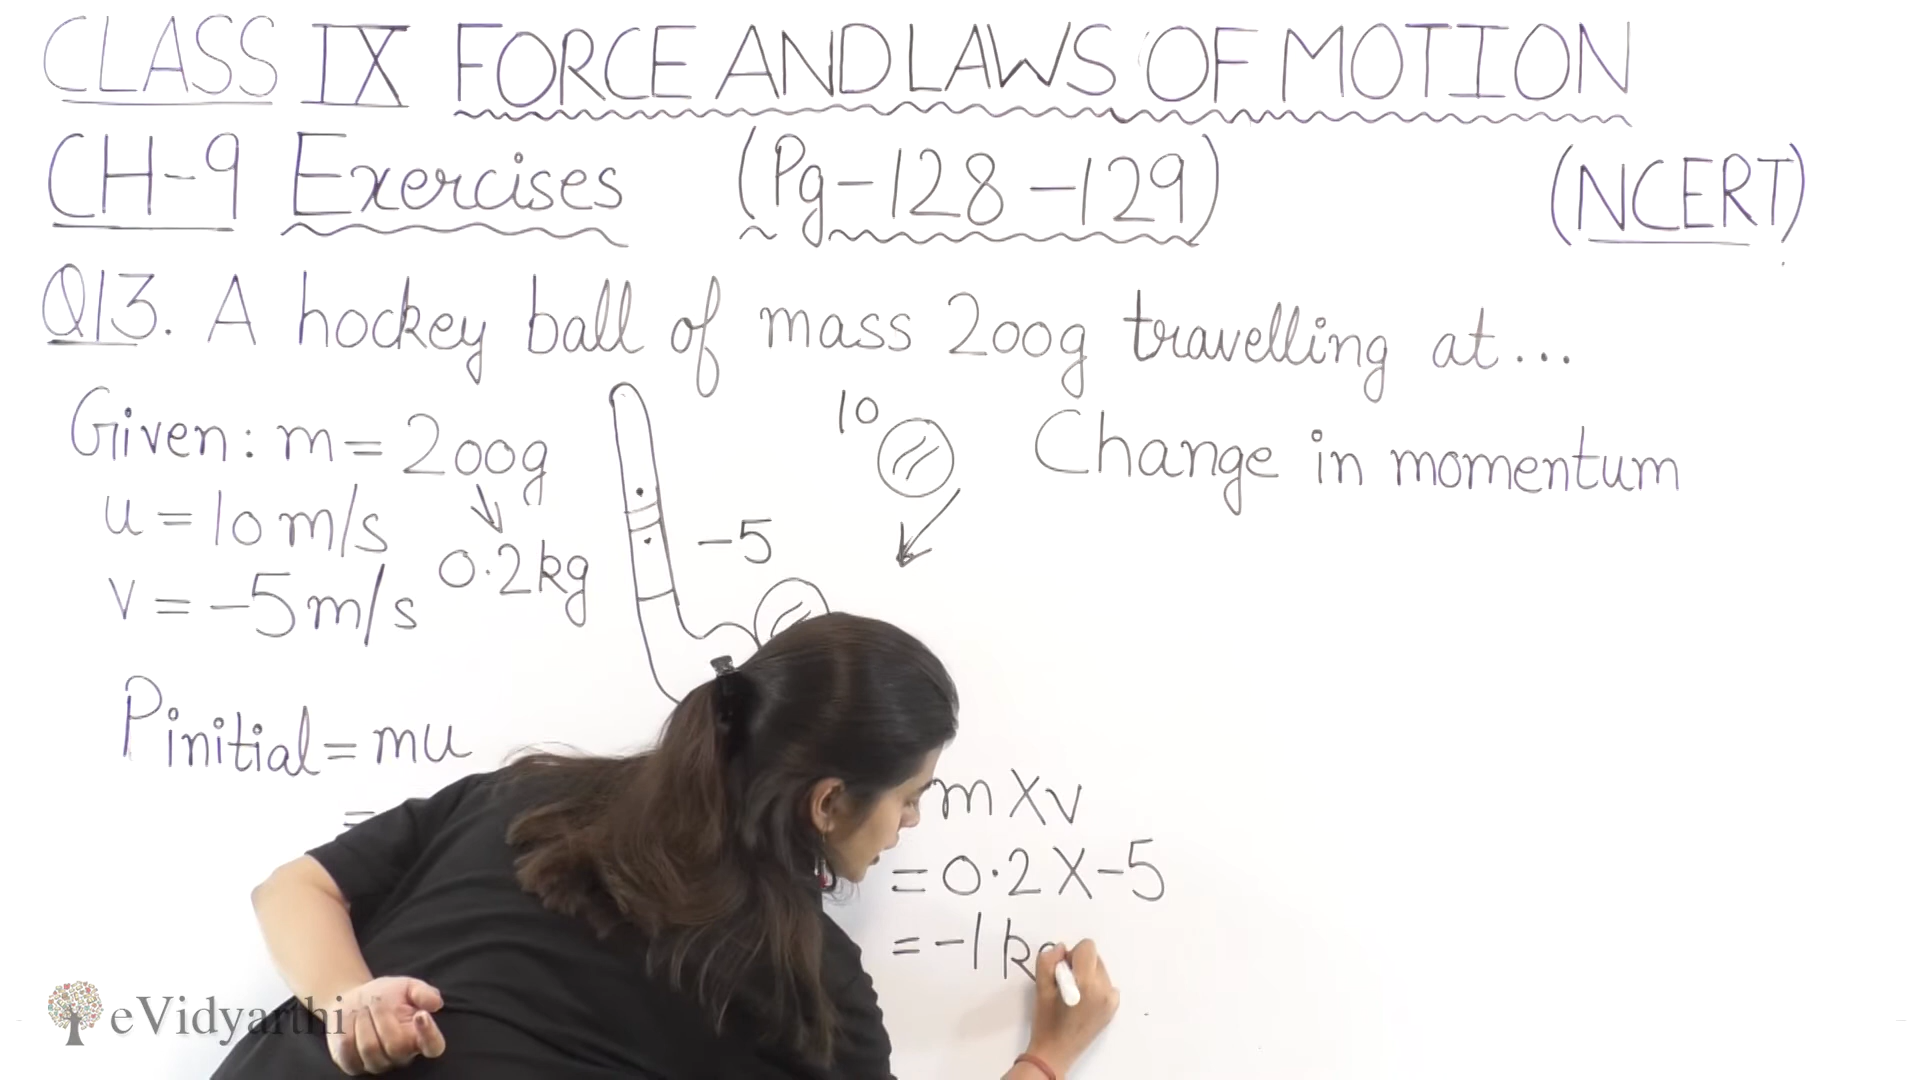 CLASS IX FORCE AND LAWS OF MOTION
CH-9 Exercises (Pg-128-129) (NCERT)
Q13. A hockey ball of mass 200g travelling at...
Given: m = 200g
0.2kg
u = 10 m/s
v = -5 m/s
10
-5
Change in momentum
Pinitial = mu
=
m X v
= 0.2 X -5
= -1 kg
eVidyarthi